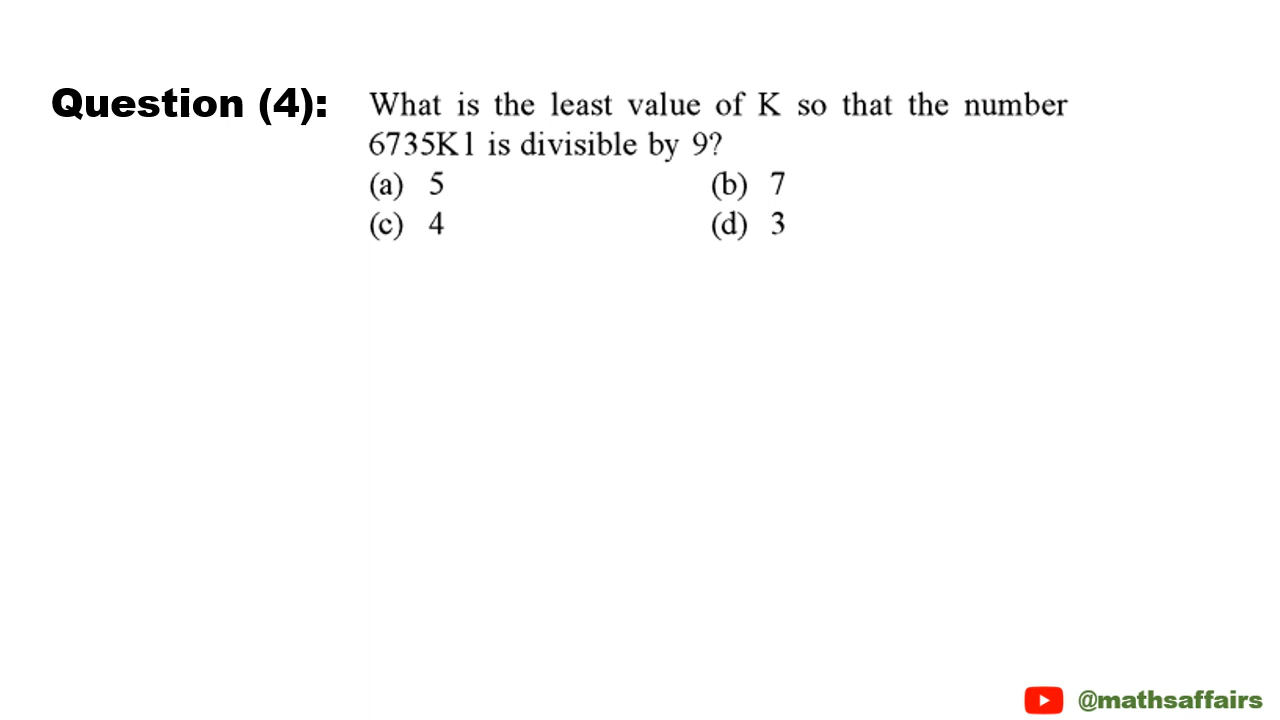 Question (4): What is the least value of K so that the number
6735K1 is divisible by 9?
(a) 5 (b) 7
(c) 4 (d) 3
@mathsaffairs